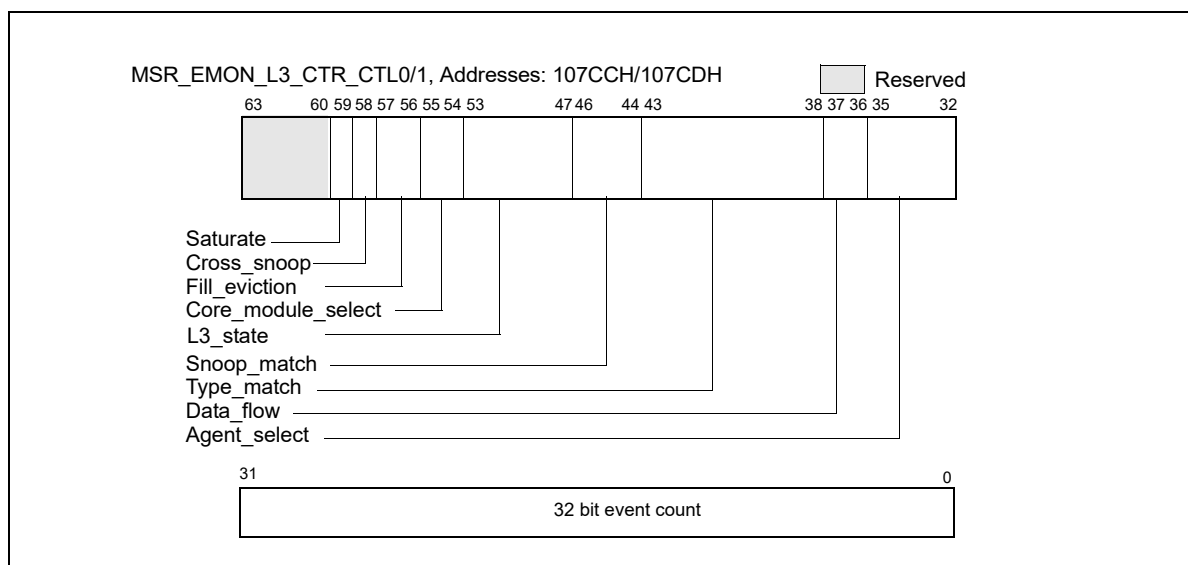 MSR_EMON_L3_CTR_CTL0/1, Addresses: 107CCH/107CDH
Reserved
63 60 59 58 57 56 55 54 53 47 46 44 43 38 37 36 35 32
Saturate
Cross_snoop
Fill_eviction
Core_module_select
L3_state
Snoop_match
Type_match
Data_flow
Agent_select
31 0
32 bit event count